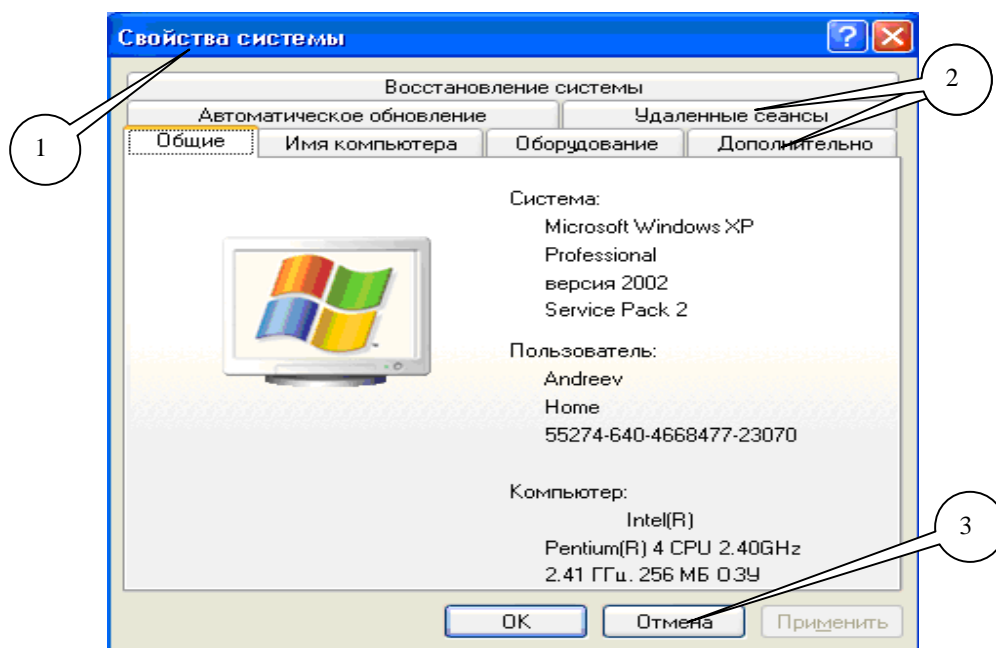 Свойства системы
Восстановление системы
2
Автоматическое обновление Удаленные сеансы
1
Общие Имя компьютера Оборудование Дополнительно
Система:
Microsoft Windows XP
Professional
версия 2002
Service Pack 2
Пользователь:
Andreev
Home
55274-640-4668477-23070
Компьютер:
Intel(R)
3
Pentium(R) 4 CPU 2.40GHz
2.41 ГГц, 256 МБ ОЗУ
OK Отмена Применить